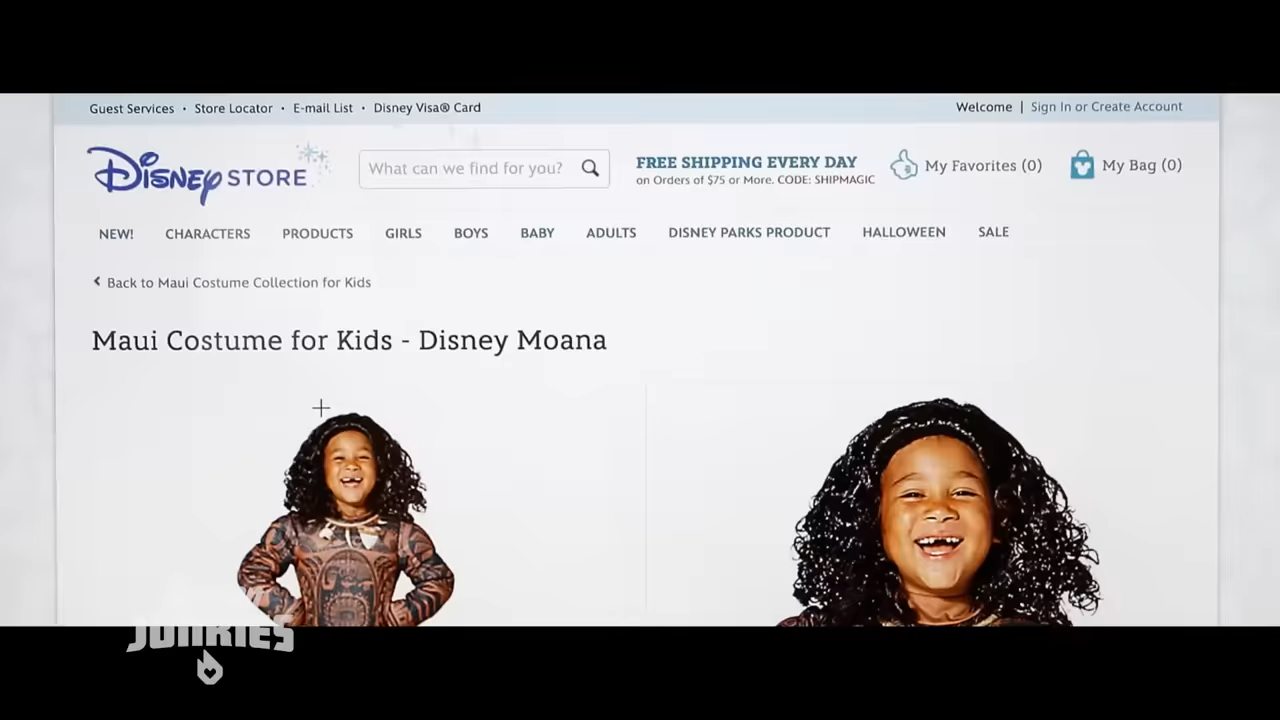 Guest Services • Store Locator • E-mail List • Disney Visa® Card
Welcome | Sign In or Create Account
Disney STORE
What can we find for you?
FREE SHIPPING EVERY DAY
on Orders of $75 or More. CODE: SHIPMAGIC
My Favorites (0)
My Bag (0)
NEW! CHARACTERS PRODUCTS GIRLS BOYS BABY ADULTS DISNEY PARKS PRODUCT HALLOWEEN SALE
Back to Maui Costume Collection for Kids
Maui Costume for Kids - Disney Moana
JUNKIES